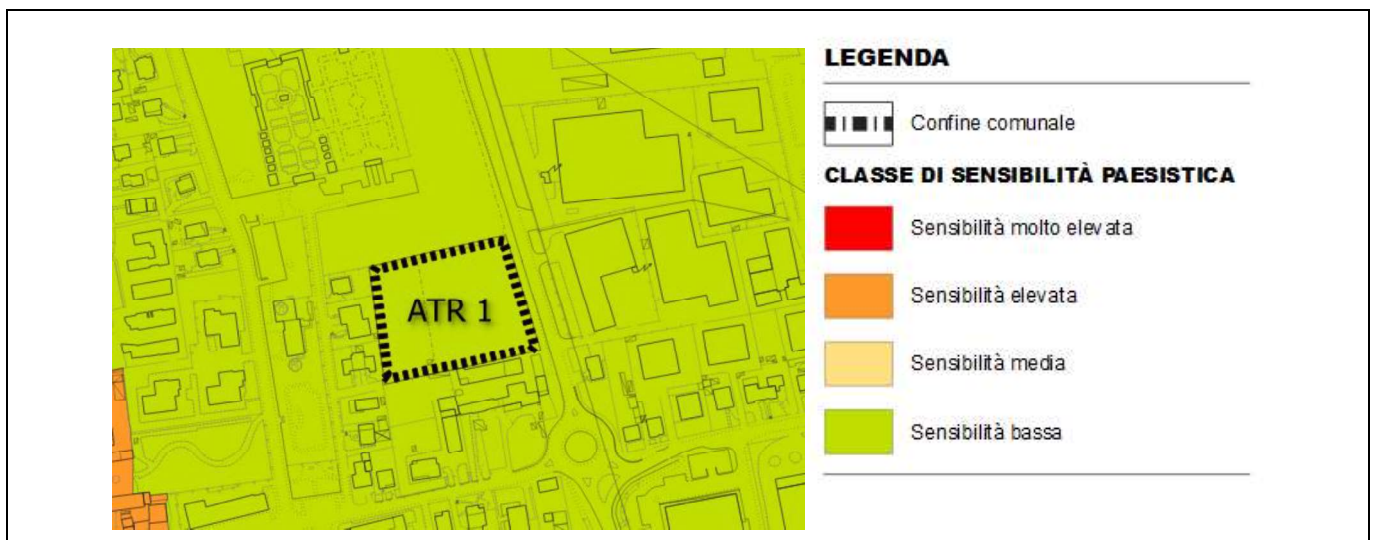 LEGENDA
Confine comunale
CLASSE DI SENSIBILITÀ PAESISTICA
Sensibilità molto elevata
Sensibilità elevata
Sensibilità media
Sensibilità bassa
ATR 1